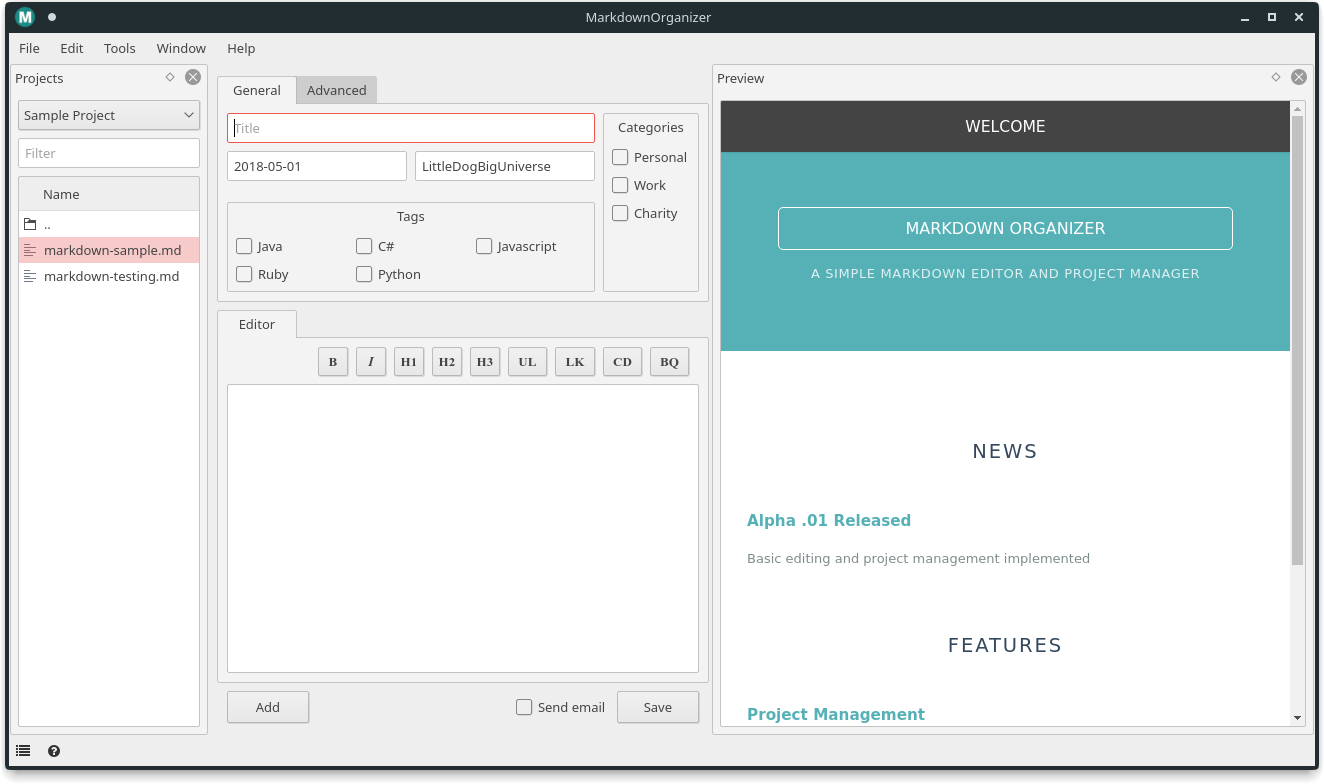 M
MarkdownOrganizer
File Edit Tools Window Help
Projects
Sample Project
Filter
Name
..
markdown-sample.md
markdown-testing.md
General Advanced
Title
2018-05-01 LittleDogBigUniverse
Tags
Java C# Javascript
Ruby Python
Categories
Personal
Work
Charity
Editor
B I H1 H2 H3 UL LK CD BQ
Add Send email Save
Preview
WELCOME
MARKDOWN ORGANIZER
A SIMPLE MARKDOWN EDITOR AND PROJECT MANAGER
NEWS
Alpha .01 Released
Basic editing and project management implemented
FEATURES
Project Management
?